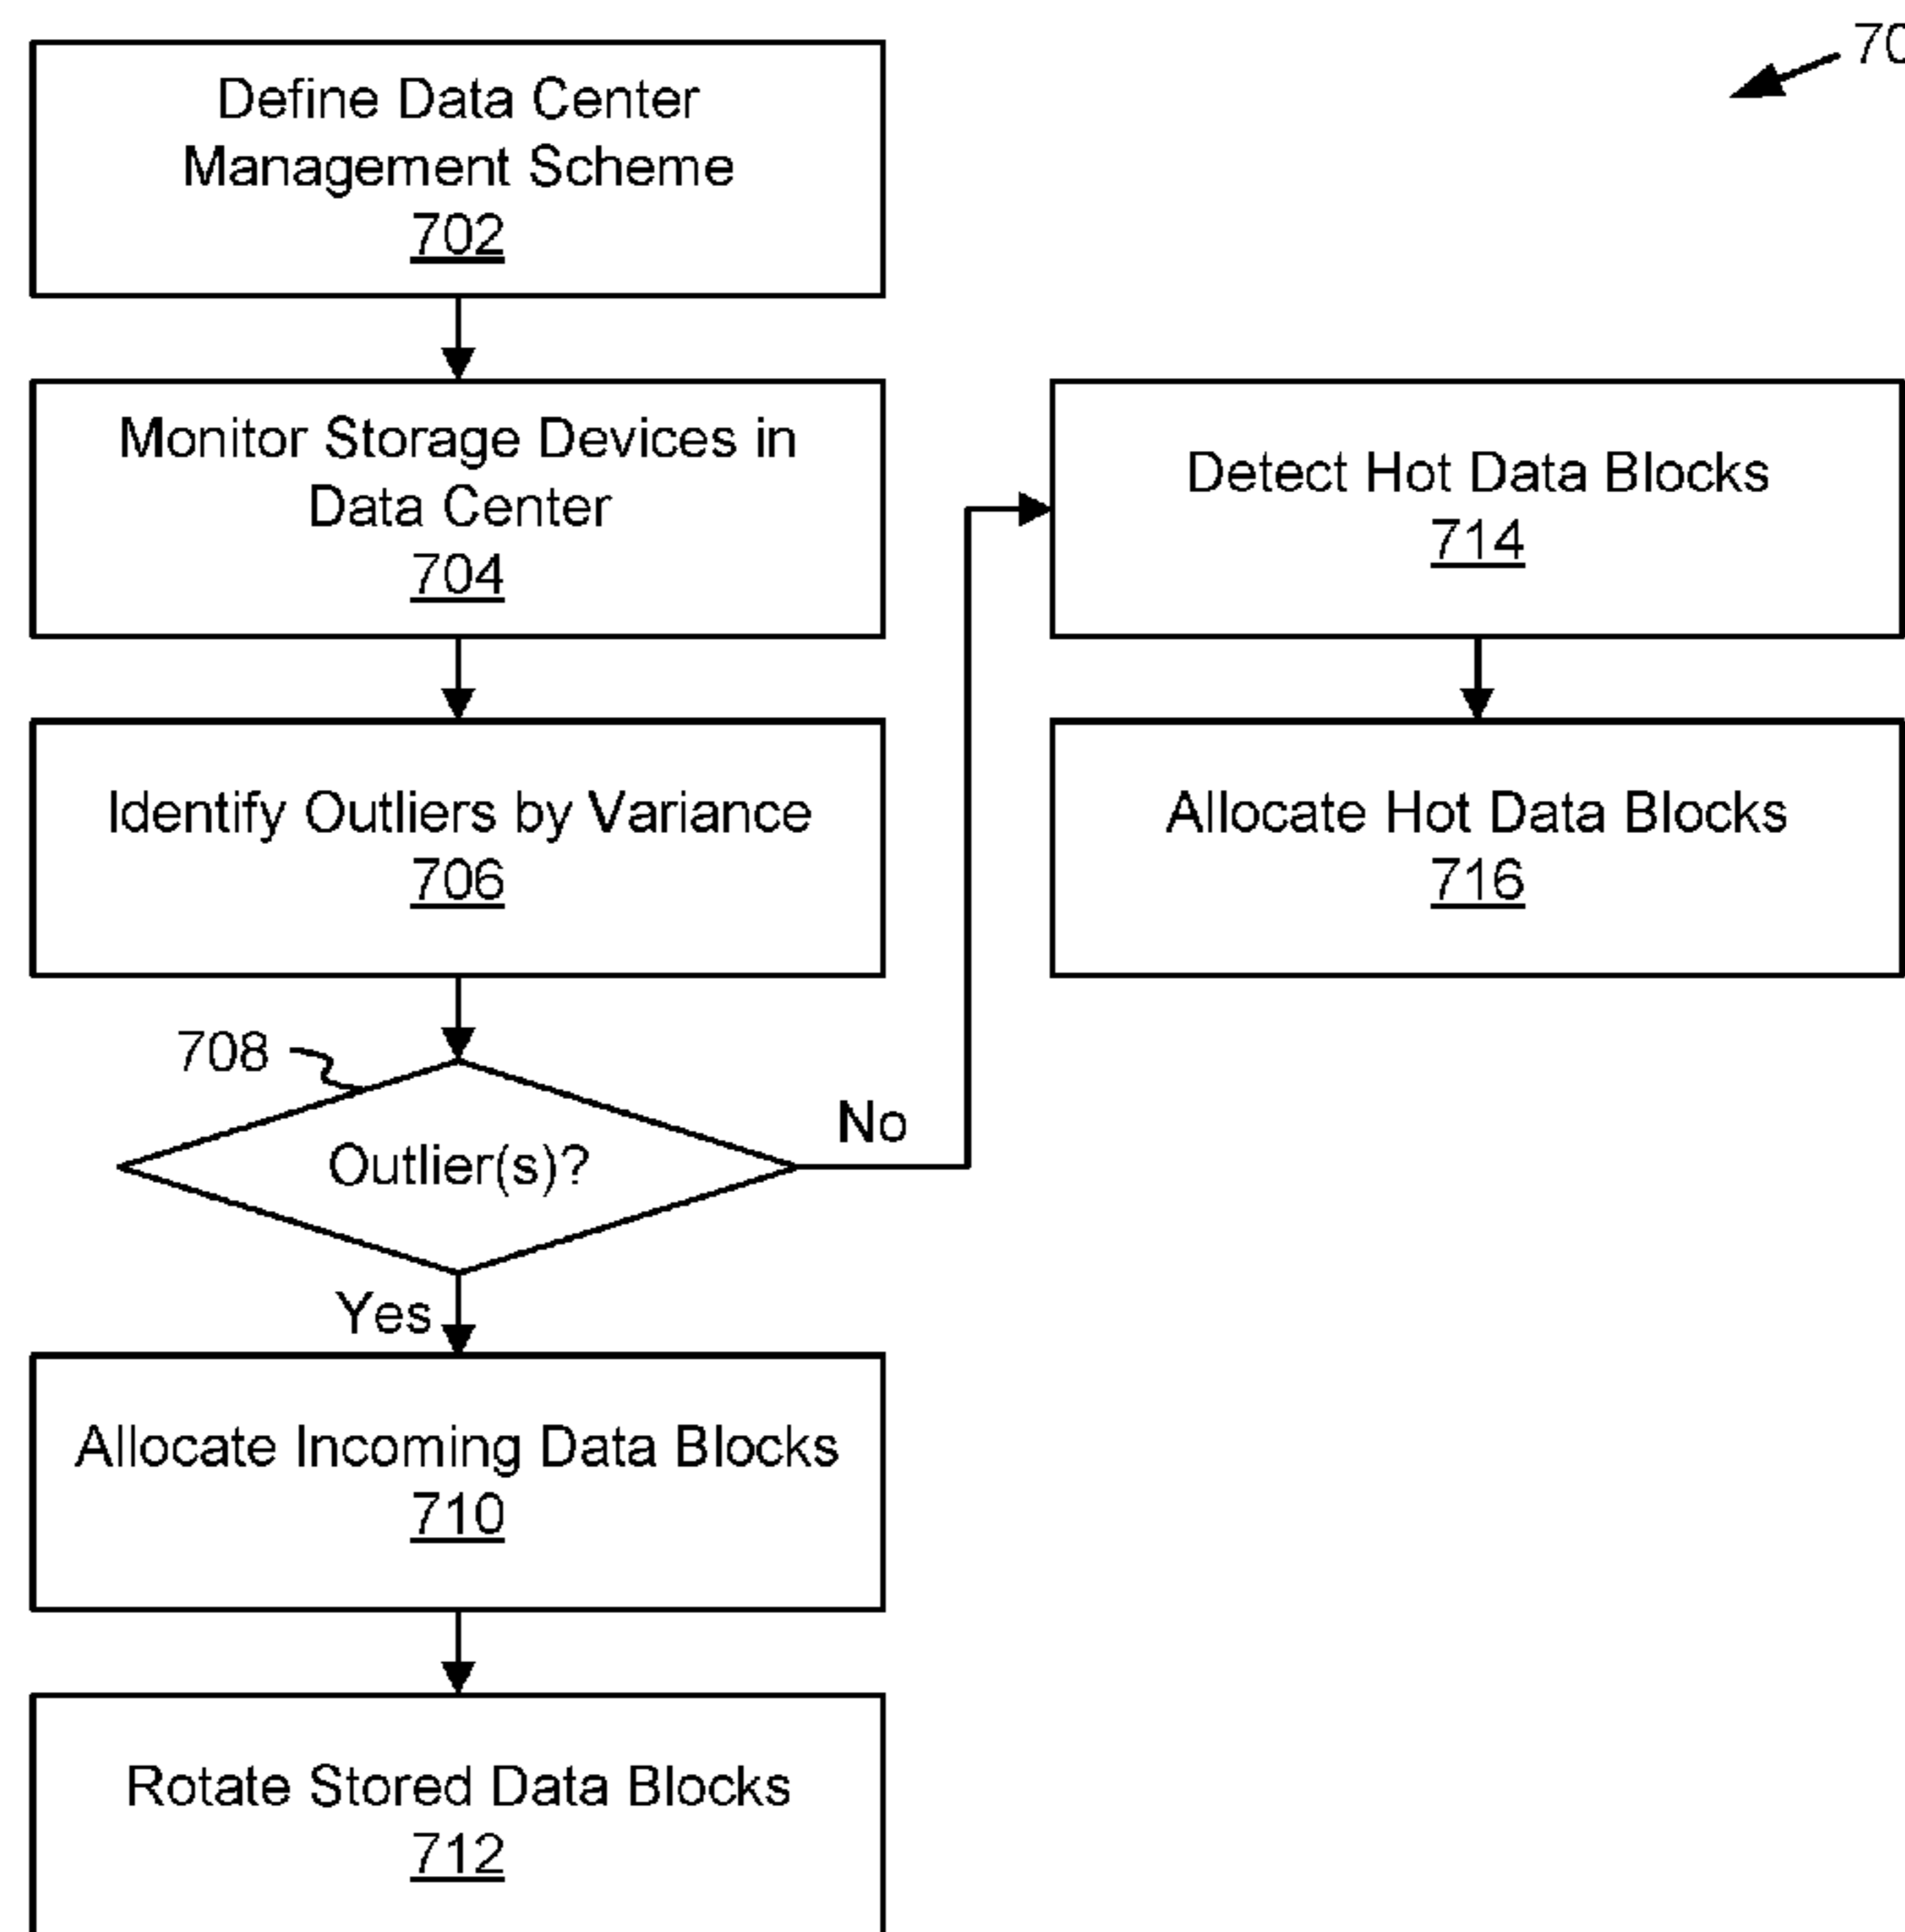 Define Data Center
Management Scheme
702
Monitor Storage Devices in
Data Center
704
Identify Outliers by Variance
706
708
Outlier(s)?
No
Yes
Allocate Incoming Data Blocks
710
Rotate Stored Data Blocks
712
Detect Hot Data Blocks
714
Allocate Hot Data Blocks
716